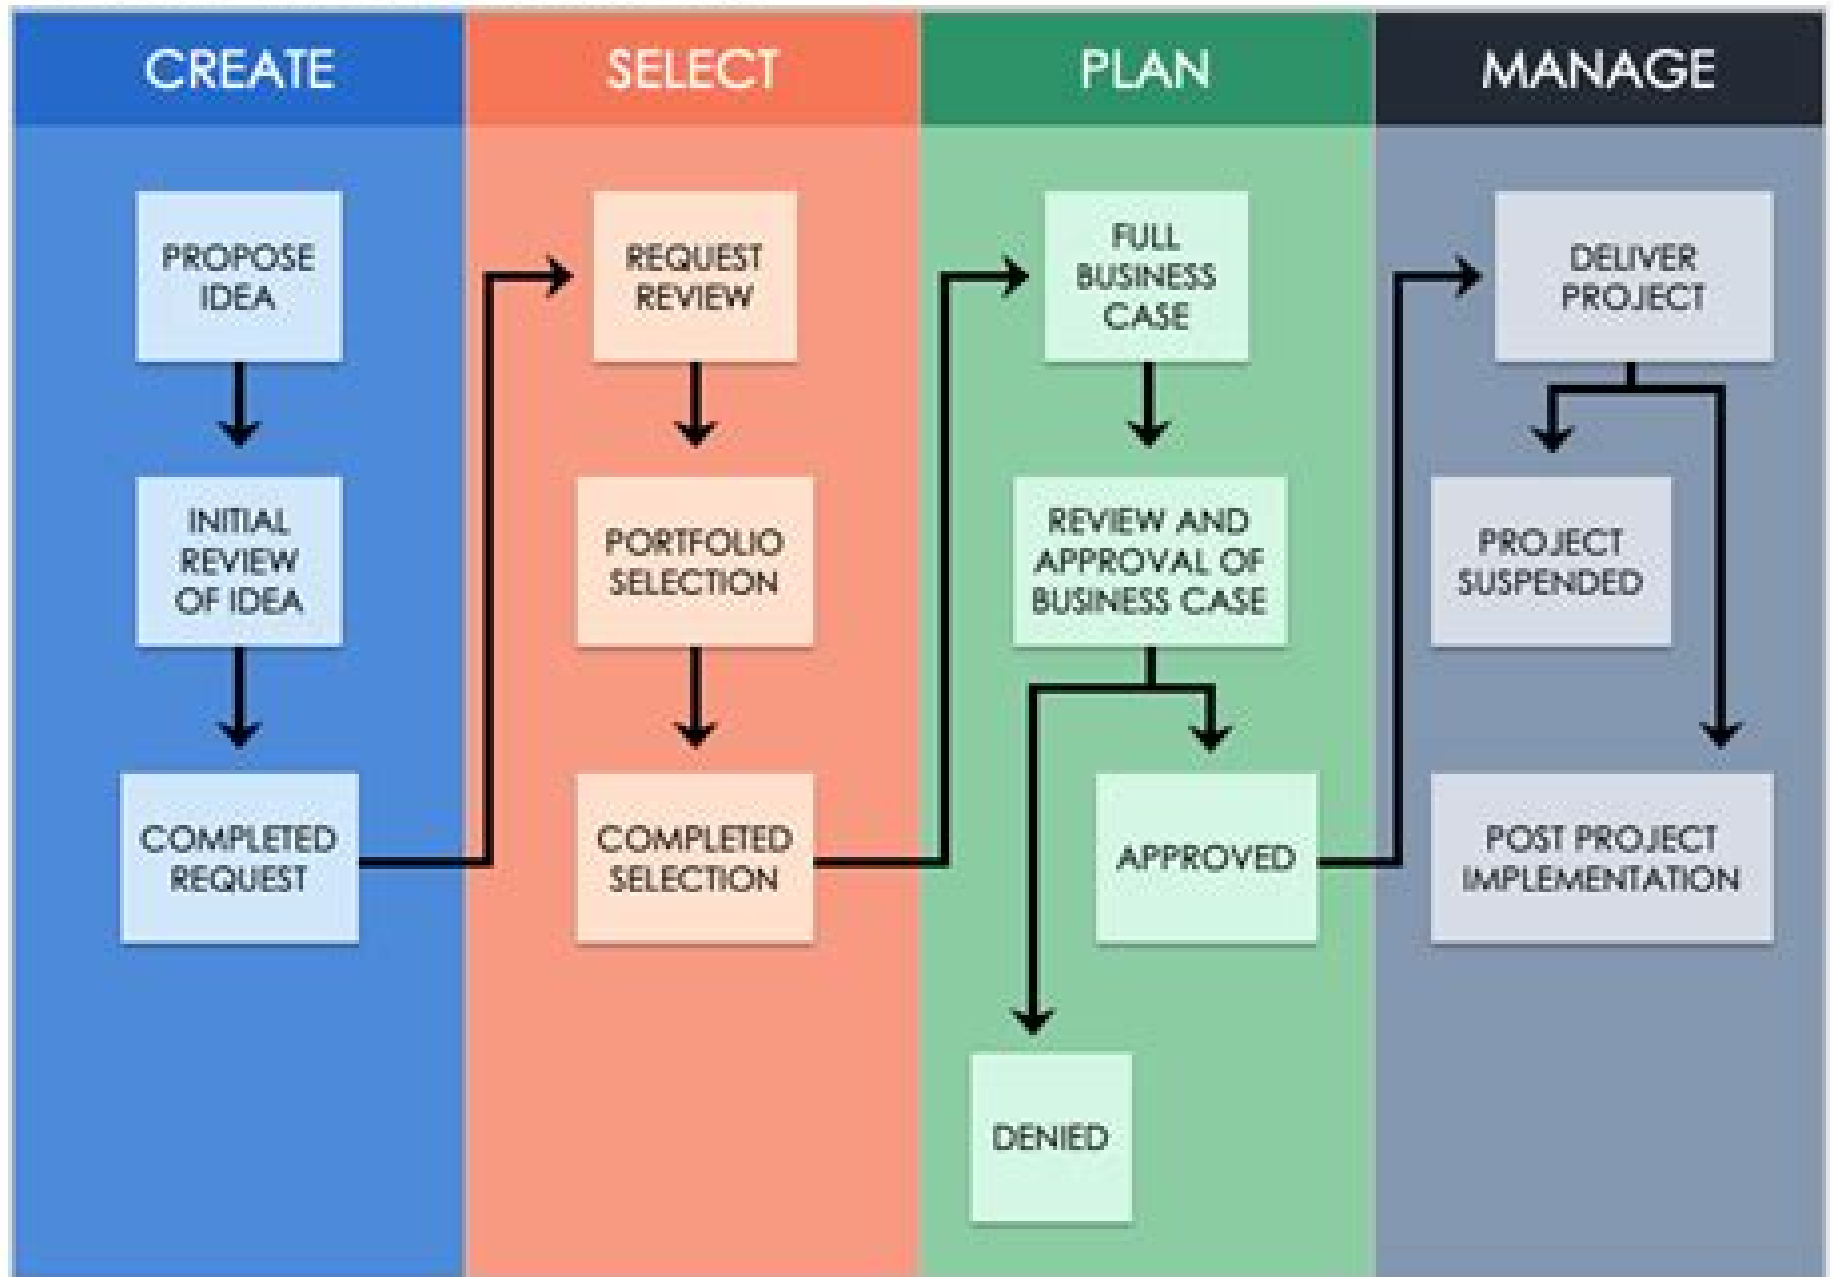 CREATE
PROPOSE
IDEA
INITIAL
REVIEW
OF IDEA
COMPLETED
REQUEST
SELECT
REQUEST
REVIEW
PORTFOLIO
SELECTION
COMPLETED
SELECTION
PLAN
FULL
BUSINESS
CASE
REVIEW AND
APPROVAL OF
BUSINESS CASE
APPROVED
DENIED
MANAGE
DELIVER
PROJECT
PROJECT
SUSPENDED
POST PROJECT
IMPLEMENTATION